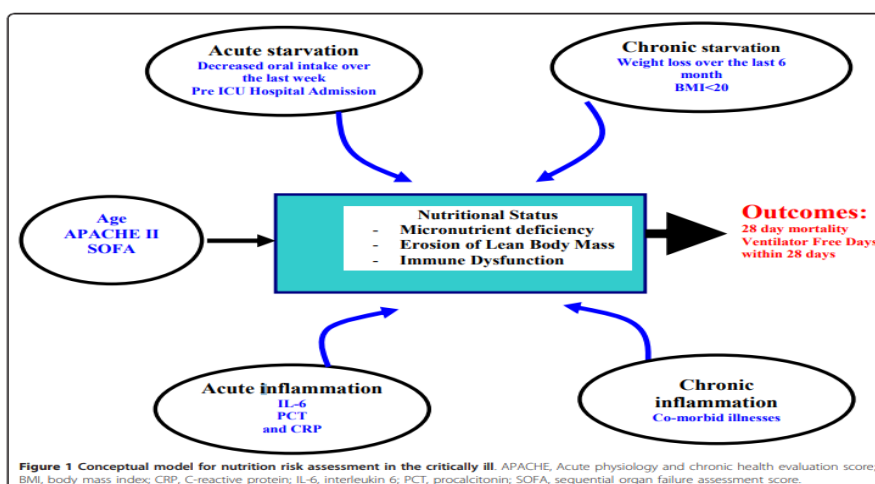 Acute starvation
Decreased oral intake over
the last week
Pre ICU Hospital Admission
Chronic starvation
Weight loss over the last 6
month
BMI<20
Age
APACHE II
SOFA
Nutritional Status
- Micronutrient deficiency
- Erosion of Lean Body Mass
- Immune Dysfunction
Outcomes:
28 day mortality
Ventilator Free Days
within 28 days
Acute inflammation
IL-6
PCT
and CRP
Chronic
inflammation
Co-morbid illnesses
Figure 1 Conceptual model for nutrition risk assessment in the critically ill. APACHE, Acute physiology and chronic health evaluation score;
BMI, body mass index; CRP, C-reactive protein; IL-6, interleukin 6; PCT, procalcitonin; SOFA, sequential organ failure assessment score.